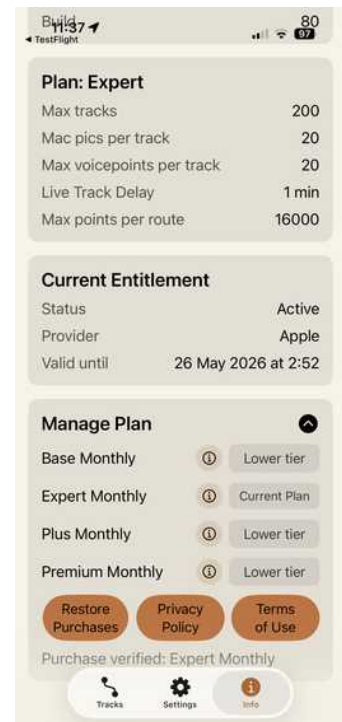 Build 80
11:37
97
TestFlight
Plan: Expert
Max tracks 200
Mac pics per track 20
Max voicepoints per track 20
Live Track Delay 1 min
Max points per route 16000
Current Entitlement
Status Active
Provider Apple
Valid until 26 May 2026 at 2:52
Manage Plan
Base Monthly Lower tier
Expert Monthly Current Plan
Plus Monthly Lower tier
Premium Monthly Lower tier
Restore Purchases
Privacy Policy
Terms of Use
Purchase verified: Expert Monthly
Tracks Settings Info